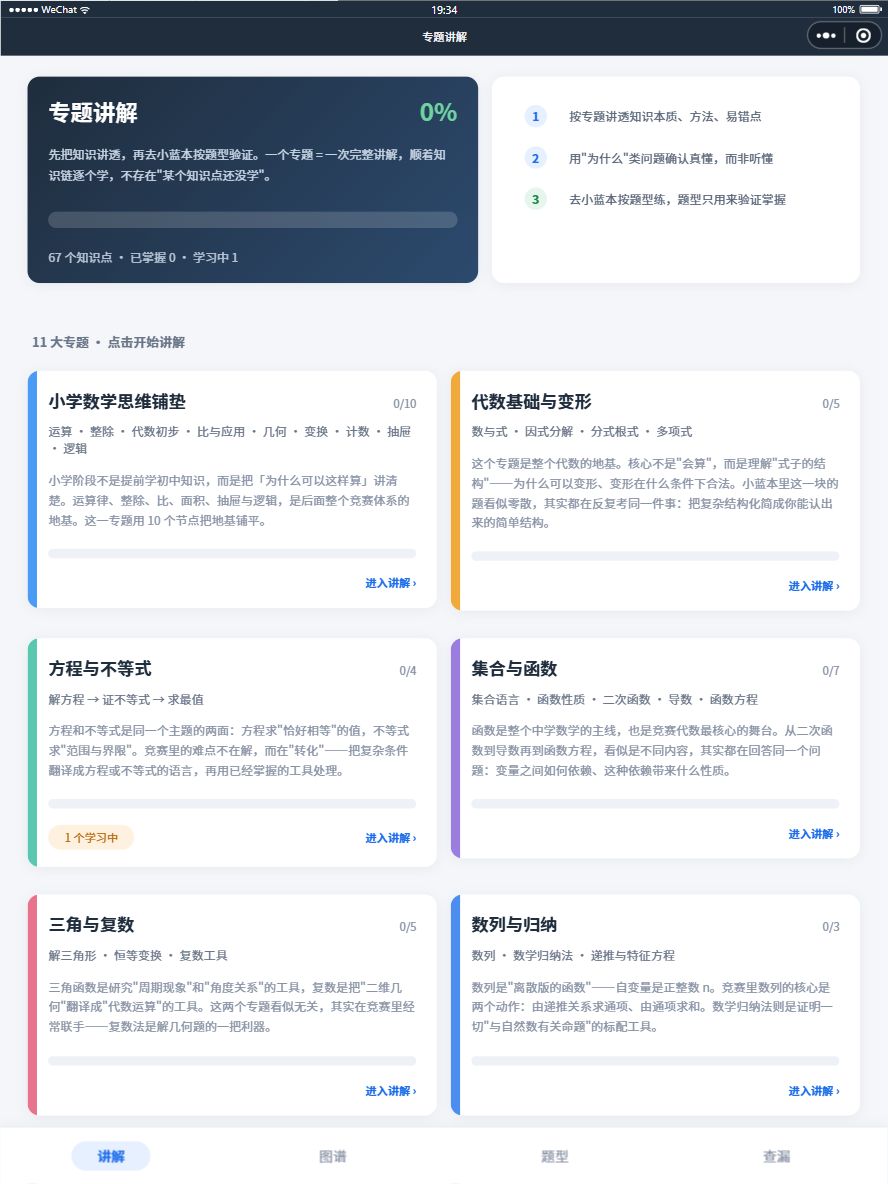 WeChat
19:34
100%
专题讲解
专题讲解
0%
先把知识讲透，再去小蓝本按题型验证。一个专题 = 一次完整讲解，顺着知
识链逐个学，不存在"某个知识点还没学"。
67 个知识点 · 已掌握 0 · 学习中 1
1 按专题讲透知识本质、方法、易错点
2 用"为什么"类问题确认真懂，而非听懂
3 去小蓝本按题型练，题型只用来验证掌握
11 大专题 · 点击开始讲解
小学数学思维铺垫
0/10
运算 · 整除 · 代数初步 · 比与应用 · 几何 · 变换 · 计数 · 抽屉
· 逻辑
小学阶段不是提前学初中知识，而是把「为什么可以这样算」讲清
楚。运算律、整除、比、面积、抽屉与逻辑，是后面整个竞赛体系的
地基。这一专题用 10 个节点把地基铺平。
进入讲解 ›
代数基础与变形
0/5
数与式 · 因式分解 · 分式根式 · 多项式
这个专题是整个代数的地基。核心不是"会算"，而是理解"式子的结
构"——为什么可以变形、变形在什么条件下合法。小蓝本里这一块的
题看似零散，其实都在反复考同一件事：把复杂结构化简成你能认出
来的简单结构。
进入讲解 ›
方程与不等式
0/4
解方程 → 证不等式 → 求最值
方程和不等式是同一个主题的两面：方程求"恰好相等"的值，不等式
求"范围与界限"。竞赛里的难点不在解，而在"转化"——把复杂条件
翻译成方程或不等式的语言，再用已经掌握的工具处理。
1 个学习中
进入讲解 ›
集合与函数
0/7
集合语言 · 函数性质 · 二次函数 · 导数 · 函数方程
函数是整个中学数学的主线，也是竞赛代数最核心的舞台。从二次函
数到导数再到函数方程，看似是不同内容，其实都在回答同一个问
题：变量之间如何依赖、这种依赖带来什么性质。
进入讲解 ›
三角与复数
0/5
解三角形 · 恒等变换 · 复数工具
三角函数是研究"周期现象"和"角度关系"的工具，复数是把"二维几
何"翻译成"代数运算"的工具。这两个专题看似无关，其实在竞赛里经
常联手——复数法是解几何题的一把利器。
进入讲解 ›
数列与归纳
0/3
数列 · 数学归纳法 · 递推与特征方程
数列是"离散版的函数"——自变量是正整数 n。竞赛里数列的核心是
两个动作：由递推关系求通项、由通项求和。数学归纳法则是证明一
切"与自然数有关命题"的标配工具。
进入讲解 ›
讲解
图谱
题型
查漏